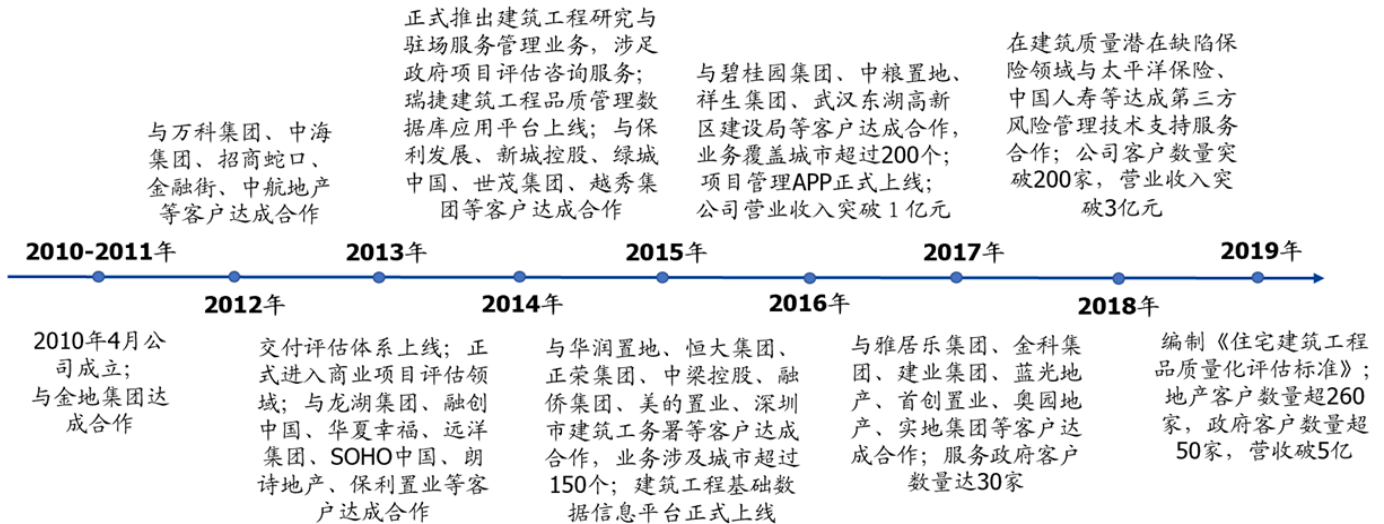 与万科集团、中海
集团、招商蛇口、
金融街、中航地产
等客户达成合作
正式推出建筑工程研究与
驻场服务管理业务，涉足
政府项目评估咨询服务；
瑞捷建筑工程品质管理数
据库应用平台上线；与保
利发展、新城控股、绿城
中国、世茂集团、越秀集
团等客户达成合作
与碧桂园集团、中粮置地、
祥生集团、武汉东湖高新
区建设局等客户达成合作，
业务覆盖城市超过200个；
项目管理APP正式上线；
公司营业收入突破１亿元
在建筑质量潜在缺陷保
险领域与太平洋保险、
中国人寿等达成第三方
风险管理技术支持服务
合作；公司客户数量突
破200家，营业收入突
破3亿元
2010-2011年
2012年
2013年
2014年
2015年
2016年
2017年
2018年
2019年
2010年4月公
司成立；
与金地集团达
成合作
交付评估体系上线；正
式进入商业项目评估领
域；与龙湖集团、融创
中国、华夏幸福、远洋
集团、SOHO中国、朗
诗地产、保利置业等客
户达成合作
与华润置地、恒大集团、
正荣集团、中梁控股、融
侨集团、美的置业、深圳
市建筑工务署等客户达成
合作，业务涉及城市超过
150个；建筑工程基础数
据信息平台正式上线
与雅居乐集团、金科集
团、建业集团、蓝光地
产、首创置业、奥园地
产、实地集团等客户达
成合作；服务政府客户
数量达30家
编制《住宅建筑工程
品质量化评估标准》；
地产客户数量超260
家，政府客户数量超
50家，营收破5亿